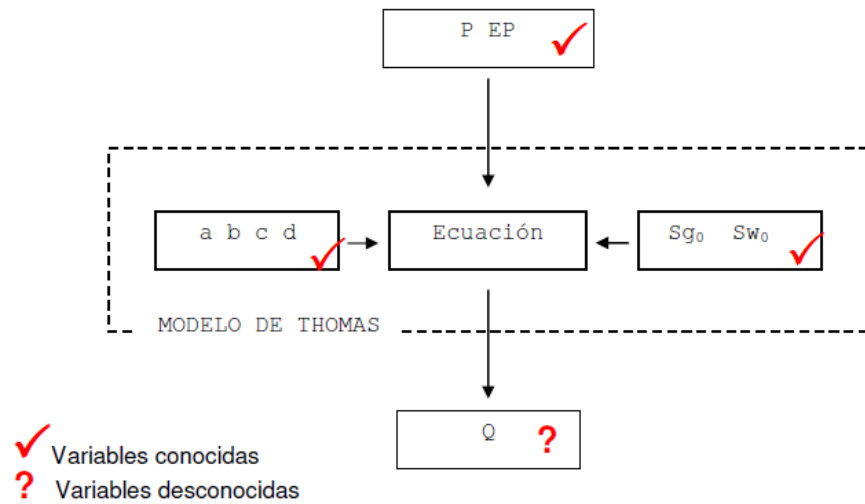 P EP
a b c d
Ecuación
Sg₀ Sw₀
MODELO DE THOMAS
Q ?
Variables conocidas
? Variables desconocidas